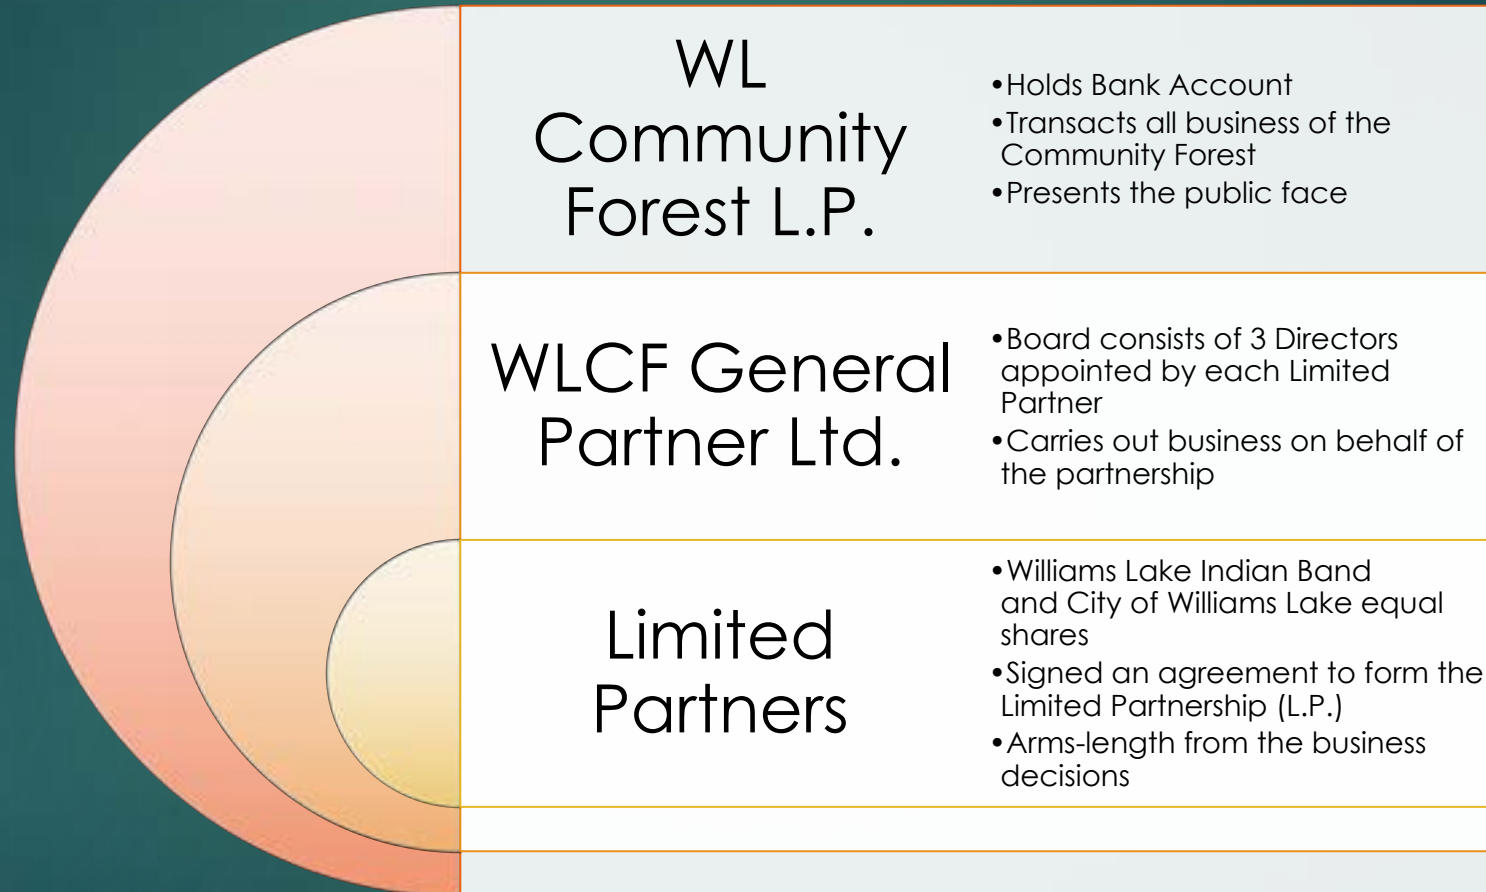 WL
Community
Forest L.P.
•Holds Bank Account
•Transacts all business of the
Community Forest
•Presents the public face
WLCF General
Partner Ltd.
•Board consists of 3 Directors
appointed by each Limited
Partner
•Carries out business on behalf of
the partnership
Limited
Partners
•Williams Lake Indian Band
and City of Williams Lake equal
shares
•Signed an agreement to form the
Limited Partnership (L.P.)
•Arms-length from the business
decisions